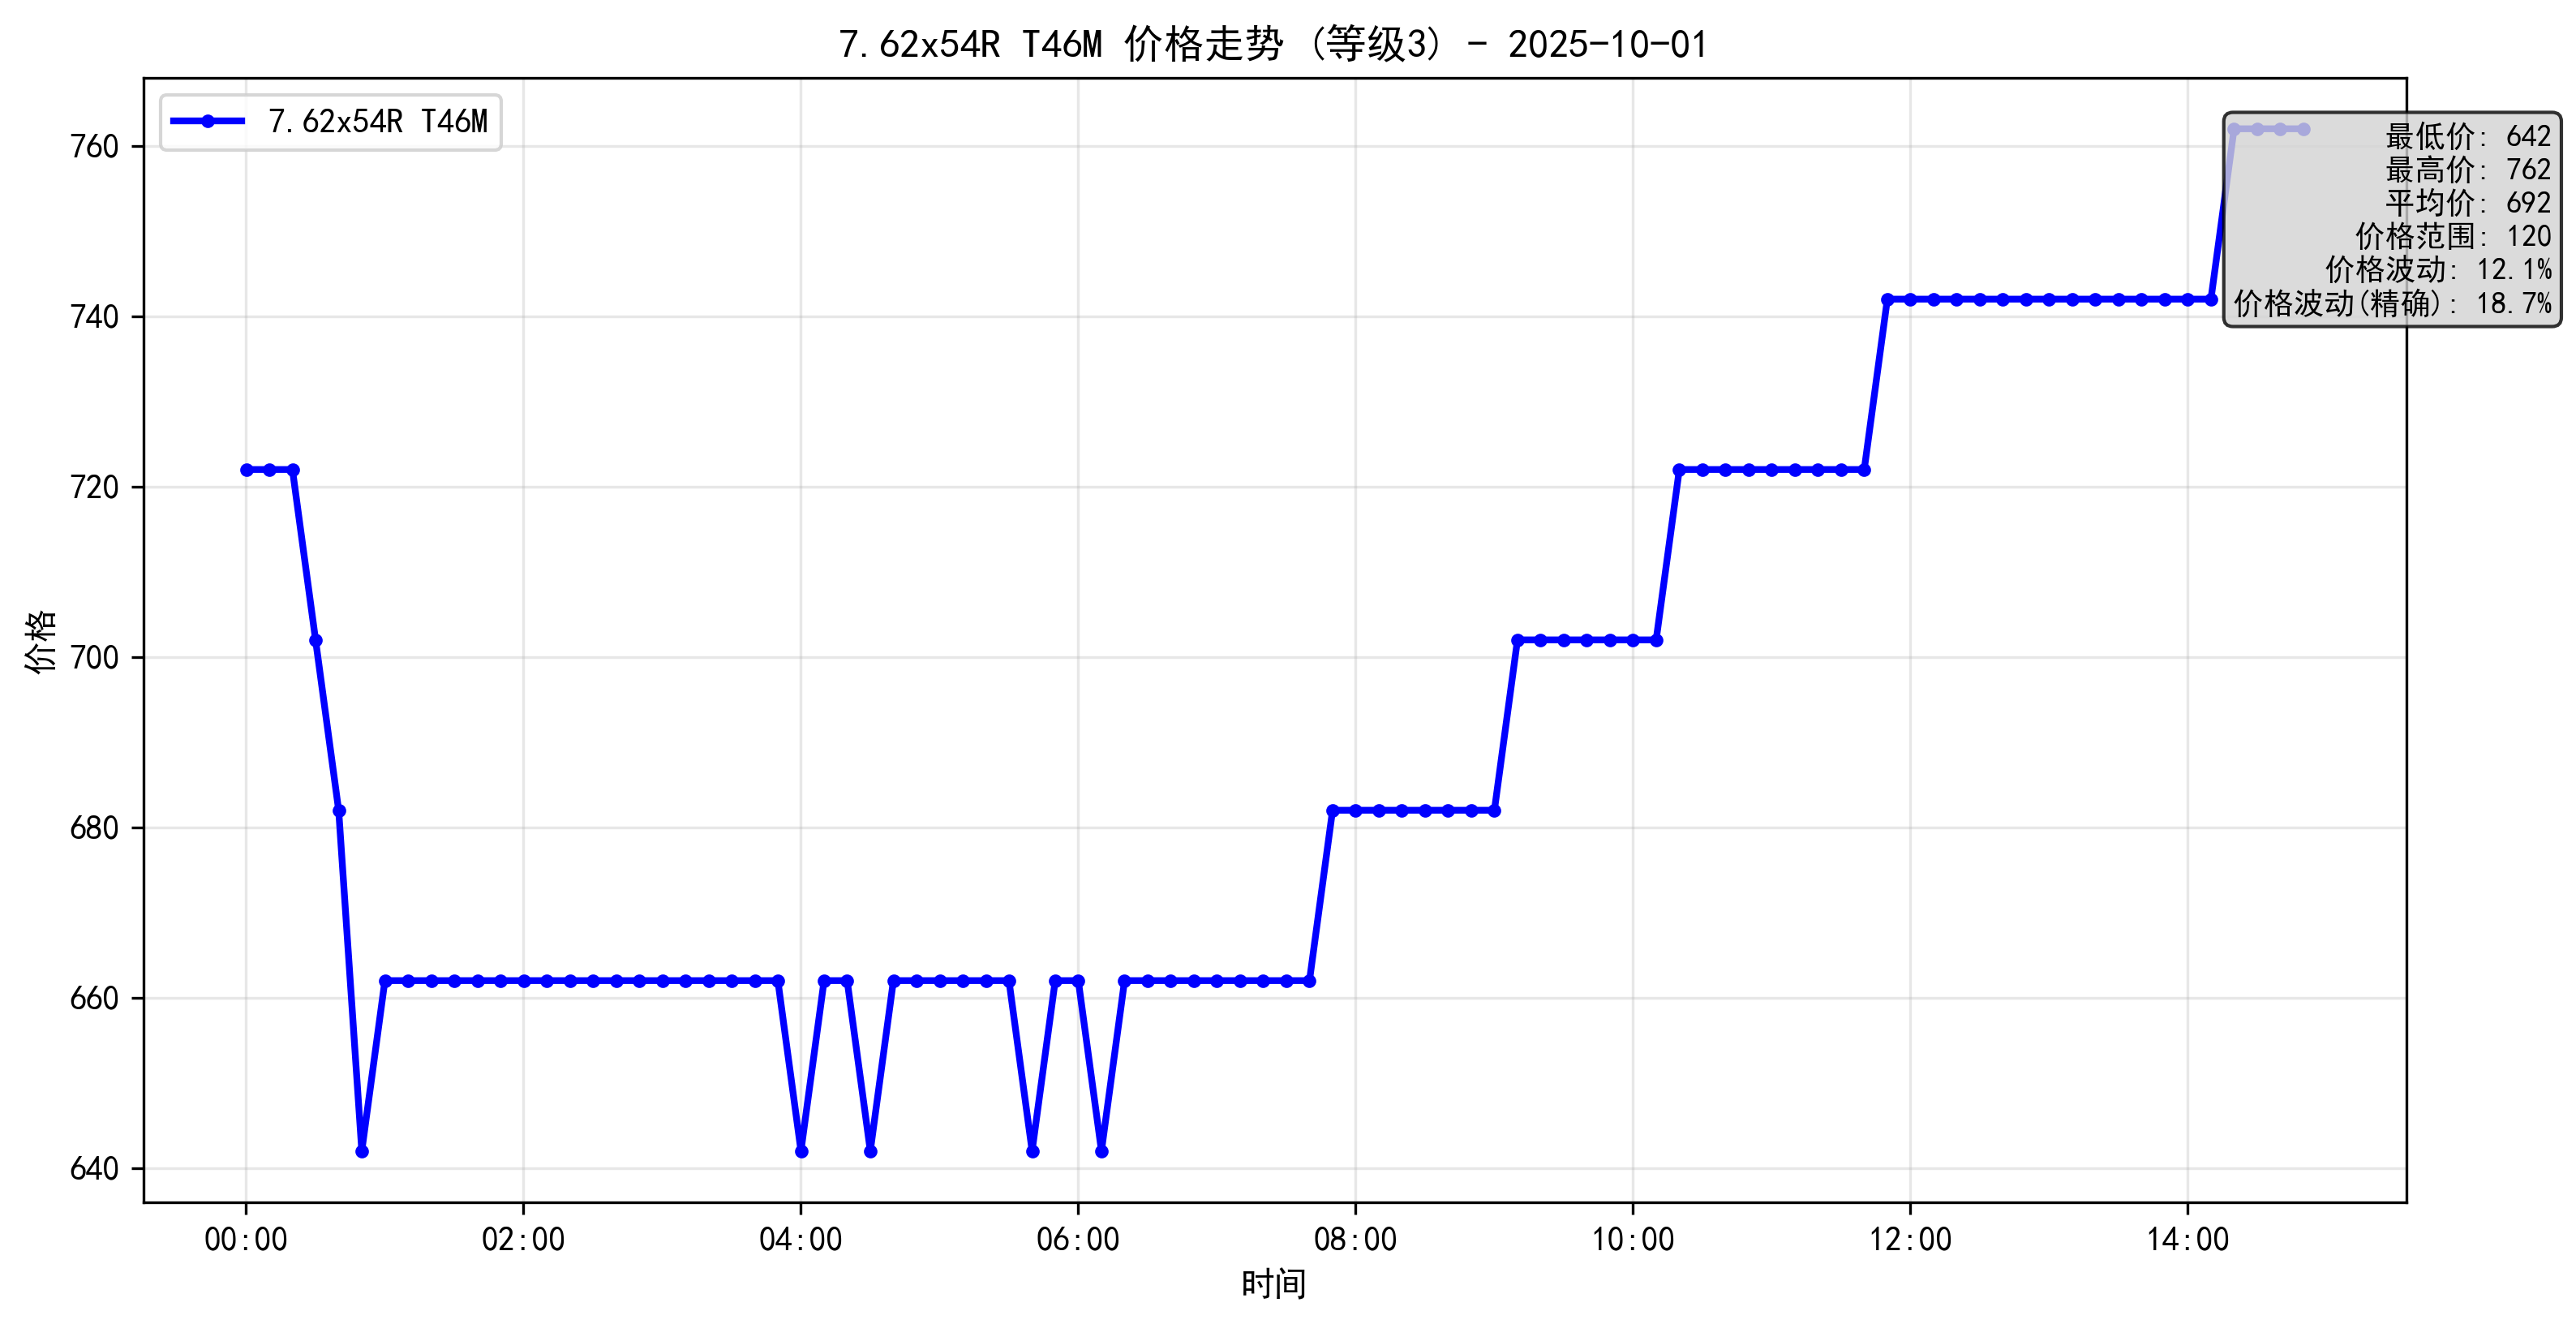 7.62x54R T46M 价格走势 (等级3) - 2025-10-01
7.62x54R T46M
最低价: 642
最高价: 762
平均价: 692
价格范围: 120
价格波动: 12.1%
价格波动(精确): 18.7%
价格
760
740
720
700
680
660
640
00:00 02:00 04:00 06:00 08:00 10:00 12:00 14:00
时间